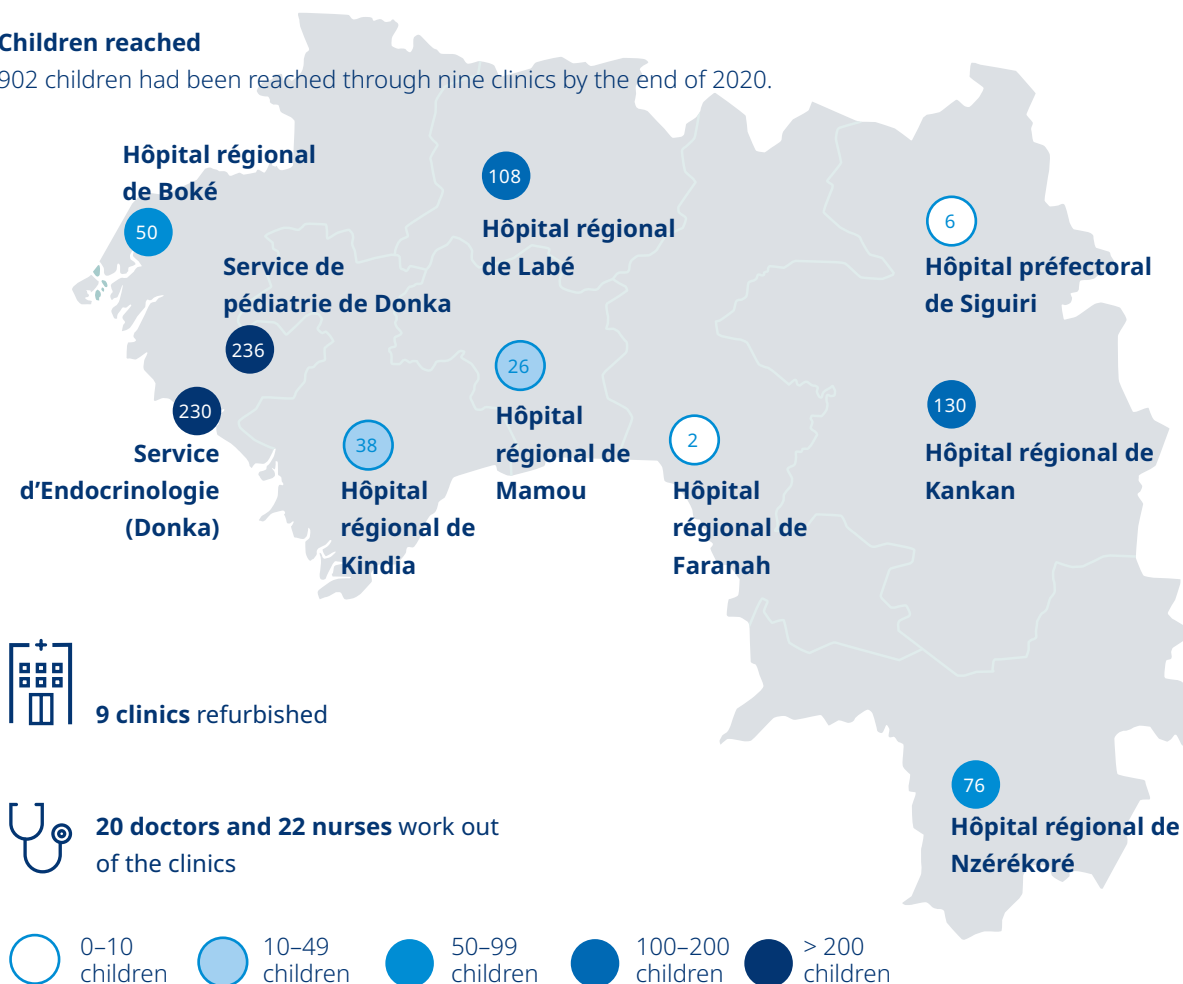 Children reached
902 children had been reached through nine clinics by the end of 2020.
Hôpital régional
de Boké
50
108
Hôpital régional
de Labé
6
Hôpital préfectoral
de Siguiri
Service de
pédiatrie de Donka
236
230
Service
d’Endocrinologie
(Donka)
26
Hôpital
régional de
Mamou
38
Hôpital
régional de
Kindia
2
Hôpital
régional de
Faranah
130
Hôpital régional de
Kankan
9 clinics refurbished
20 doctors and 22 nurses work out
of the clinics
76
Hôpital régional de
Nzérékoré
0–10
children
10–49
children
50–99
children
100–200
children
> 200
children